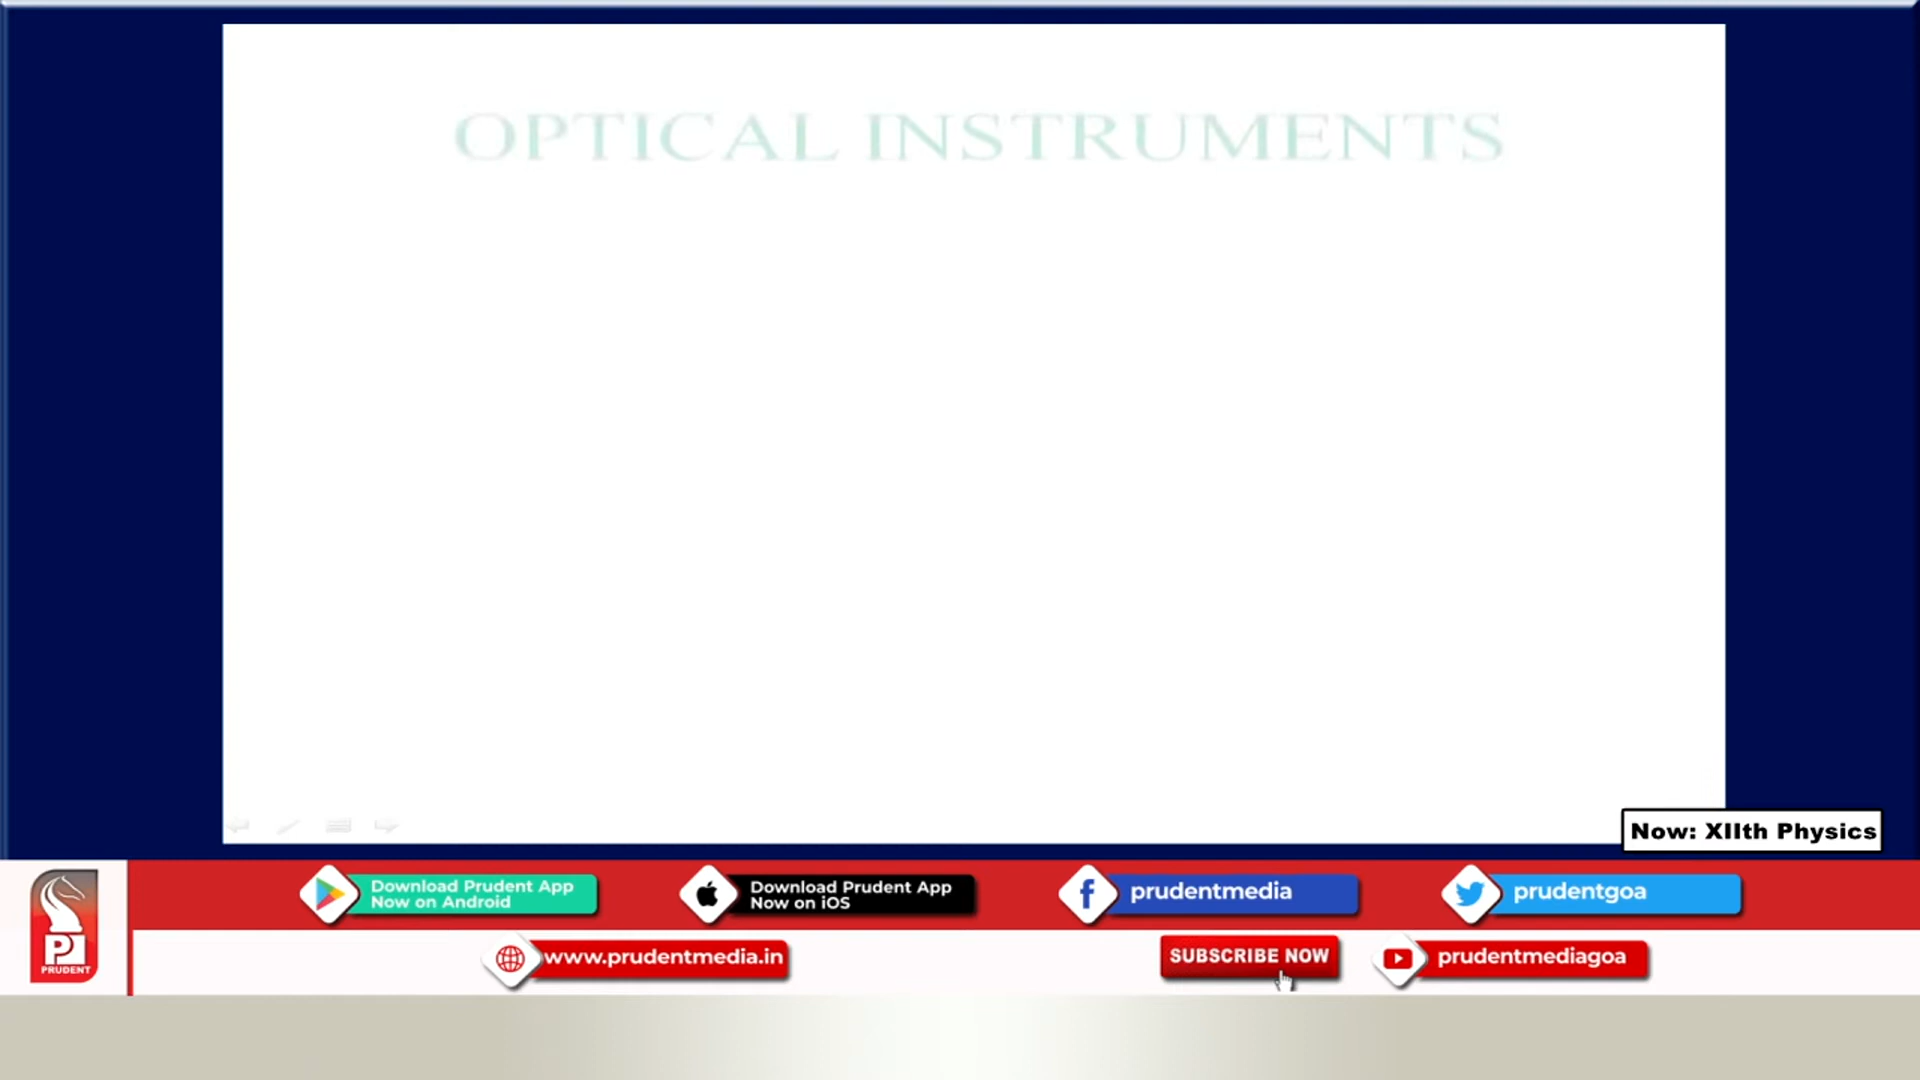 OPTICAL INSTRUMENTS
Now: XIIth Physics
Download Prudent App
Now on Android
Download Prudent App
Now on iOS
prudentmedia
prudentgoa
PRUDENT
www.prudentmedia.in
SUBSCRIBE NOW
prudentmediagoa